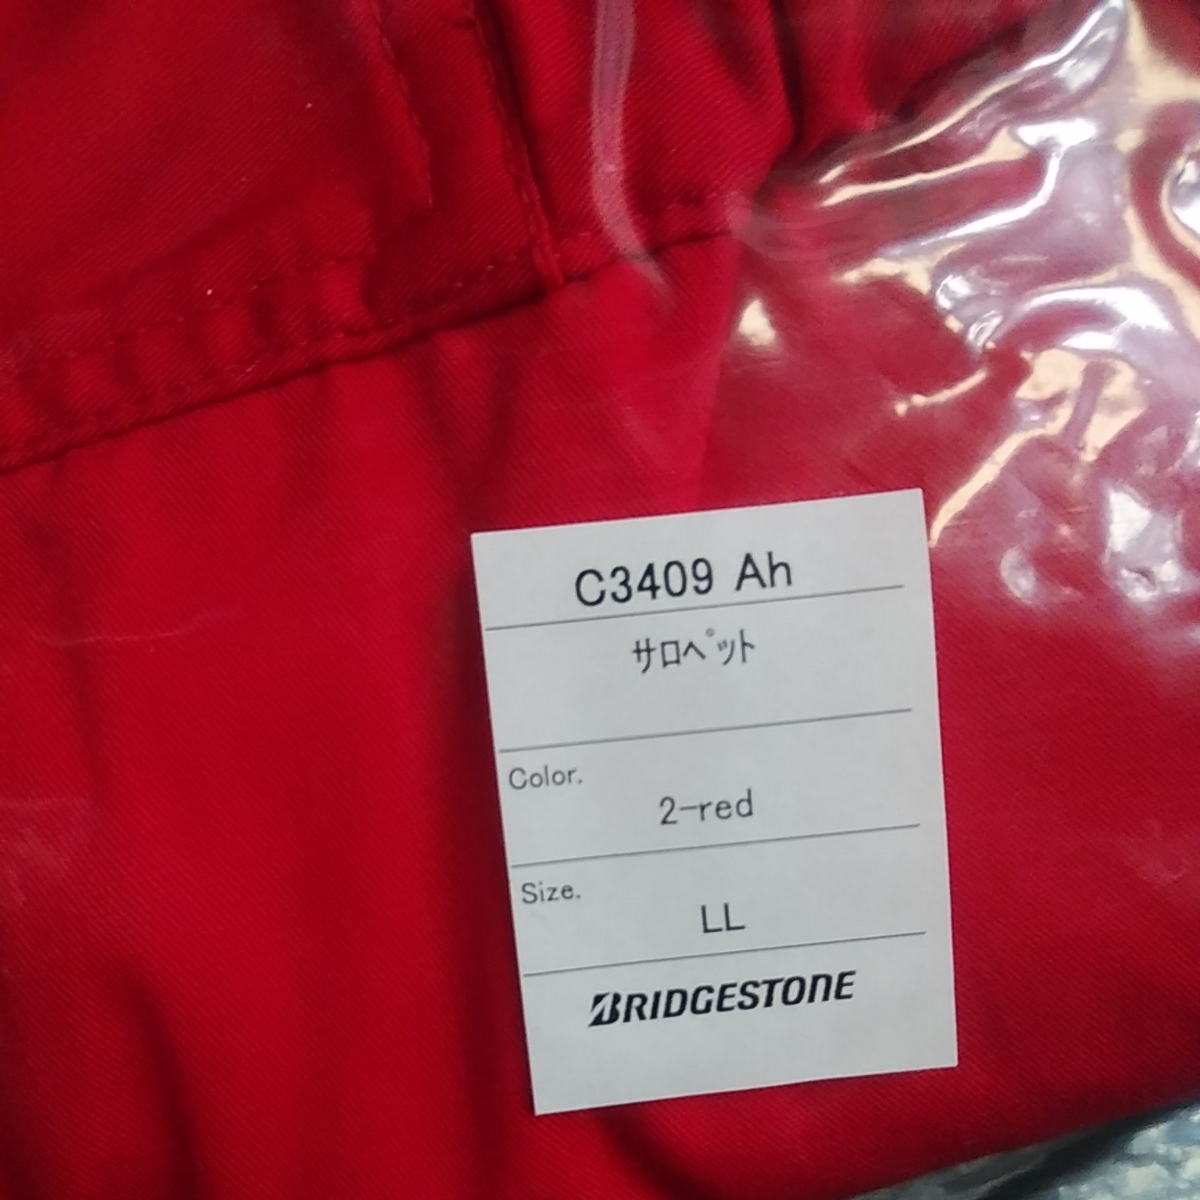 C3409 Ah
ｻﾛﾍﾟｯﾄ
Color.
2-red
Size.
LL
BRIDGESTONE